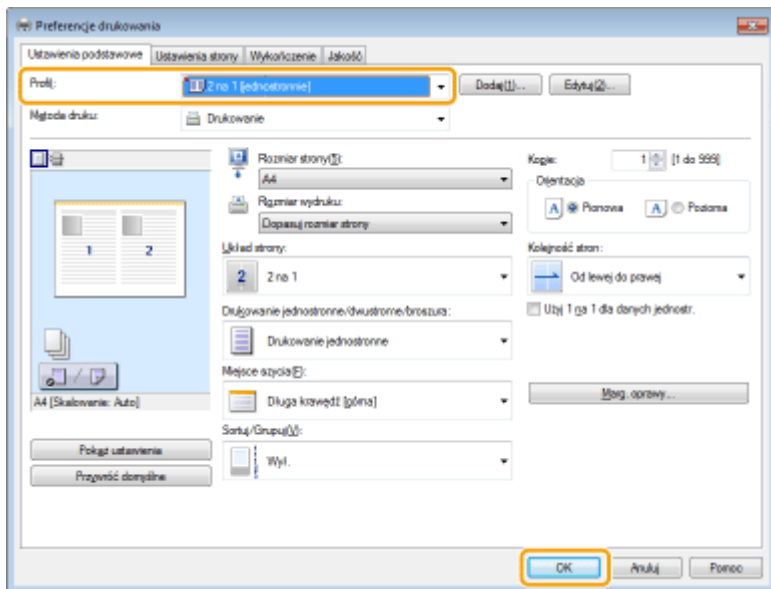 Preferencje drukowania
Ustawienia podstawowe Ustawienia strony Wykończenie Jakość
Profil: 2 na 1 [jednostronnie] Dodaj(1)... Edytuj(2)...
Metoda druku: Drukowanie
Rozmiar strony(5):
A4
Rozmiar wydruku:
Dopasuj rozmiar strony
Kopie: 1 [1 do 999]
Orientacja
A Pionowa A Pozioma
1 2
Układ strony:
2 2 na 1
Kolejność stron:
Od lewej do prawej
Drukowanie jednostronne/dwustronne/broszura:
Drukowanie jednostronne
Użyj 1 na 1 dla danych jednostr.
Miejsce szycia(F):
Długa krawędź [góra]
Marg. oprawy...
A4 [Skalowanie: Auto]
Sortuj/Grupuj(V):
Wył.
Pokaż ustawienia
Przywróć domyślne
OK Anuluj Pomoc